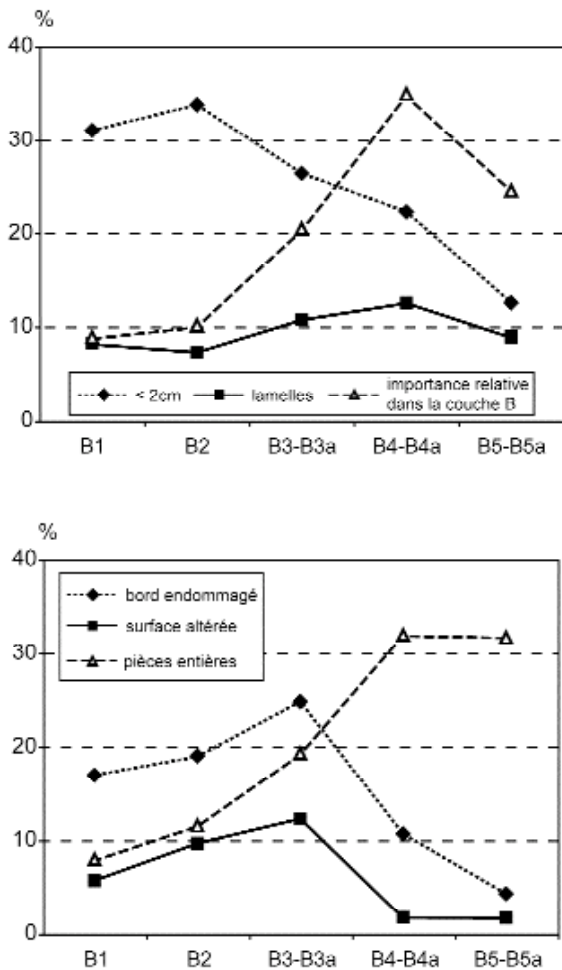 %
40
30
20
10
0
< 2cm
lamelles
importance relative
dans la couche B
B1 B2 B3-B3a B4-B4a B5-B5a
%
40
30
20
10
0
bord endommagé
surface altérée
pièces entières
B1 B2 B3-B3a B4-B4a B5-B5a